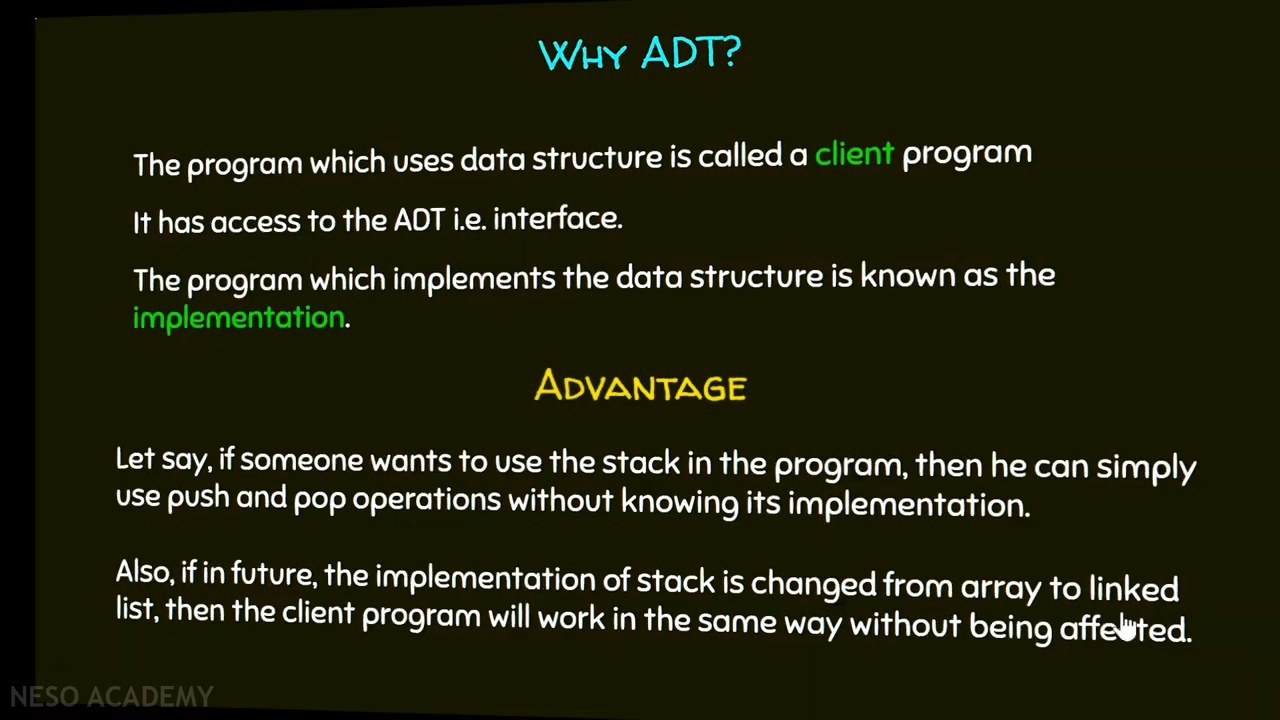 WHY ADT?
The program which uses data structure is called a client program
It has access to the ADT i.e. interface.
The program which implements the data structure is known as the
implementation.
ADVANTAGE
Let say, if someone wants to use the stack in the program, then he can simply
use push and pop operations without knowing its implementation.
Also, if in future, the implementation of stack is changed from array to linked
list, then the client program will work in the same way without being affected.
NESO ACADEMY